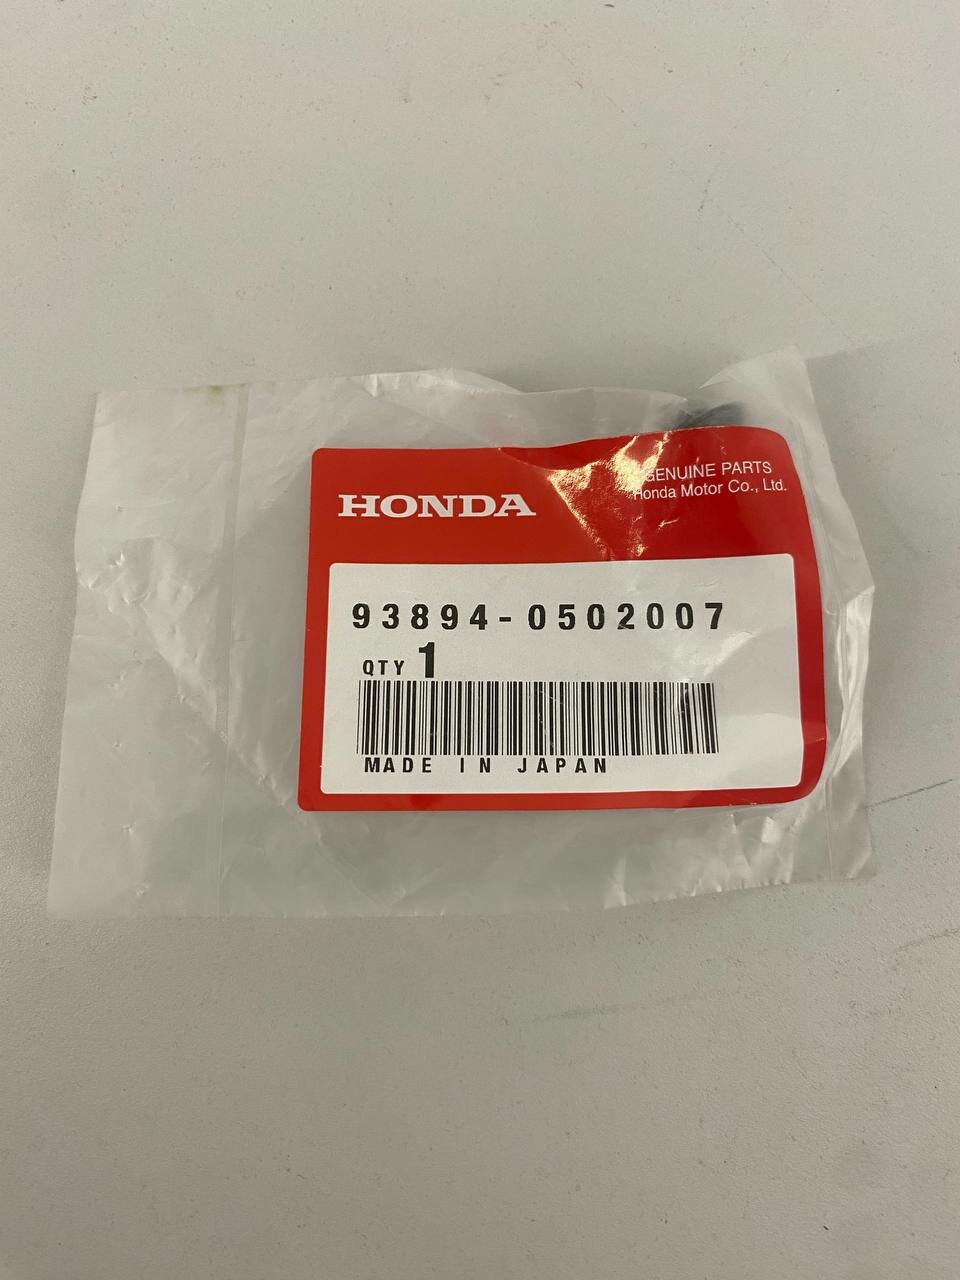 HONDA
GENUINE PARTS
Honda Motor Co., Ltd.
93894-0502007
QTY 1
MADE IN JAPAN